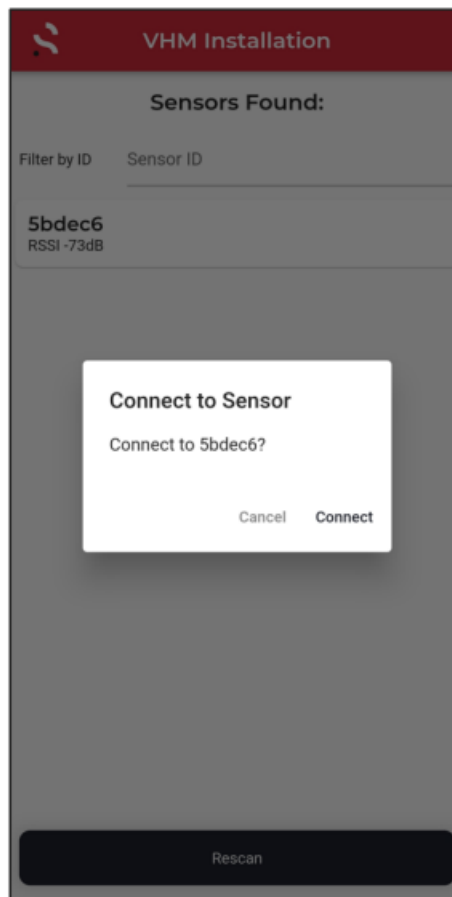 VHM Installation
Sensors Found:
Filter by ID Sensor ID
5bdec6
RSSI -73dB
Connect to Sensor
Connect to 5bdec6?
Cancel Connect
Rescan